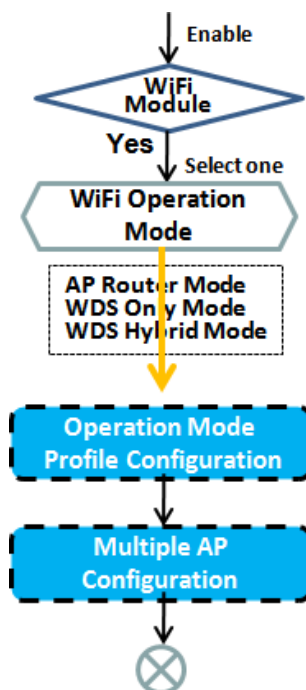 Enable
WiFi
Module
Yes
Select one
WiFi Operation
Mode
AP Router Mode
WDS Only Mode
WDS Hybrid Mode
Operation Mode
Profile Configuration
Multiple AP
Configuration